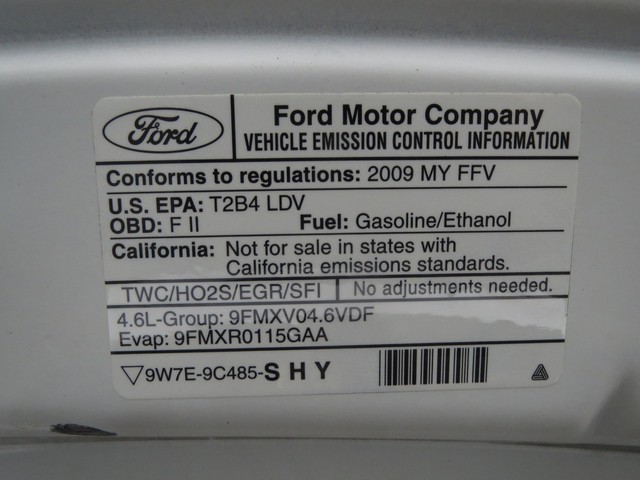 Ford
Ford Motor Company
VEHICLE EMISSION CONTROL INFORMATION
Conforms to regulations: 2009 MY FFV
U.S. EPA: T2B4 LDV
OBD: F II Fuel: Gasoline/Ethanol
California: Not for sale in states with
California emissions standards.
TWC/HO2S/EGR/SFI No adjustments needed.
4.6L-Group: 9FMXV04.6VDF
Evap: 9FMXR0115GAA
9W7E-9C485-SHY